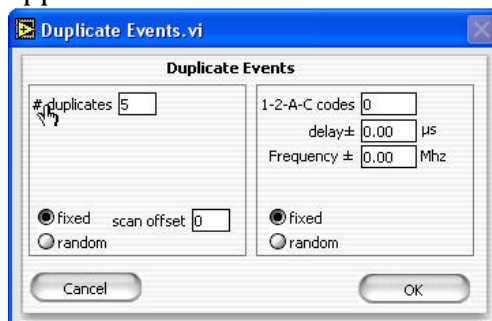 Duplicate Events.vi
Duplicate Events
# duplicates 5
1-2-A-C codes 0
delay± 0.00 µs
Frequency ± 0.00 Mhz
fixed scan offset 0
random
fixed
random
Cancel
OK